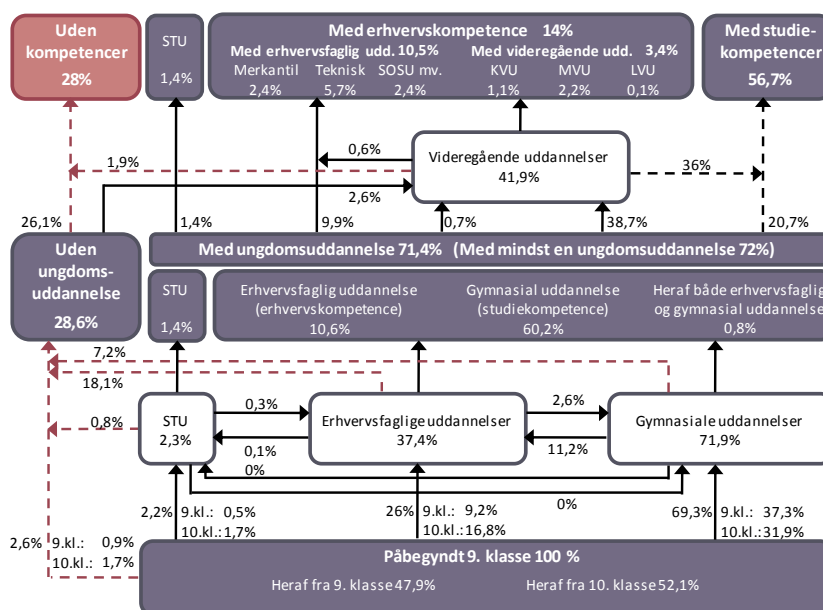 Uden
kompetencer
28%
STU
1,4%
Med erhvervskompetence 14%
Med erhvervsfaglig udd. 10,5%
Med videregående udd. 3,4%
Merkantil
Teknisk
SOSU mv.
KVU
MVU
LVU
2,4%
5,7%
2,4%
1,1%
2,2%
0,1%
Med studie-
kompetencer
56,7%
0,6%
1,9%
Videregående uddannelser
41,9%
36%
2,6%
26,1%
1,4%
9,9%
0,7%
38,7%
20,7%
Uden
ungdoms-
uddannelse
28,6%
Med ungdomsuddannelse 71,4% (Med mindst en ungdomsuddannelse 72%)
STU
1,4%
Erhvervsfaglig uddannelse
(erhvervskompetence)
10,6%
Gymnasial uddannelse
(studiekompetence)
60,2%
Heraf både erhvervsfaglig
og gymnasial uddannelse
0,8%
7,2%
18,1%
0,8%
STU
2,3%
0,3%
0,1%
0%
Erhvervsfaglige uddannelser
37,4%
2,6%
11,2%
0%
Gymnasiale uddannelser
71,9%
2,2%
9.kl.: 0,5%
10.kl.: 1,7%
26%
9.kl.: 9,2%
10.kl.: 16,8%
69,3%
9.kl.: 37,3%
10.kl.: 31,9%
2,6%
9.kl.: 0,9%
10.kl.: 1,7%
Påbegyndt 9. klasse 100 %
Heraf fra 9. klasse 47,9%
Heraf fra 10. klasse 52,1%